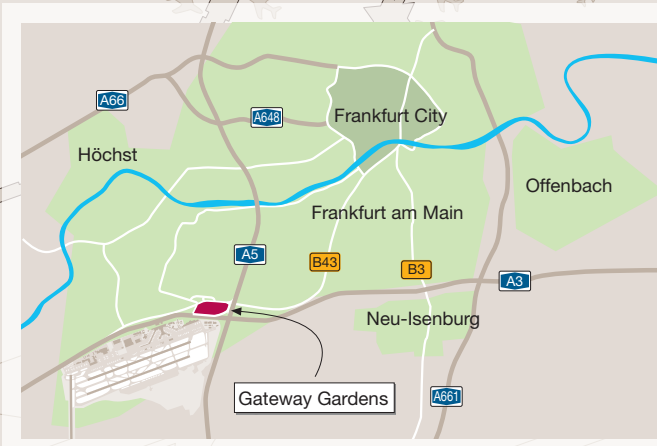 A66
A648
Frankfurt City
Höchst
Offenbach
Frankfurt am Main
A5
B43
B3
A3
Neu-Isenburg
Gateway Gardens
A661